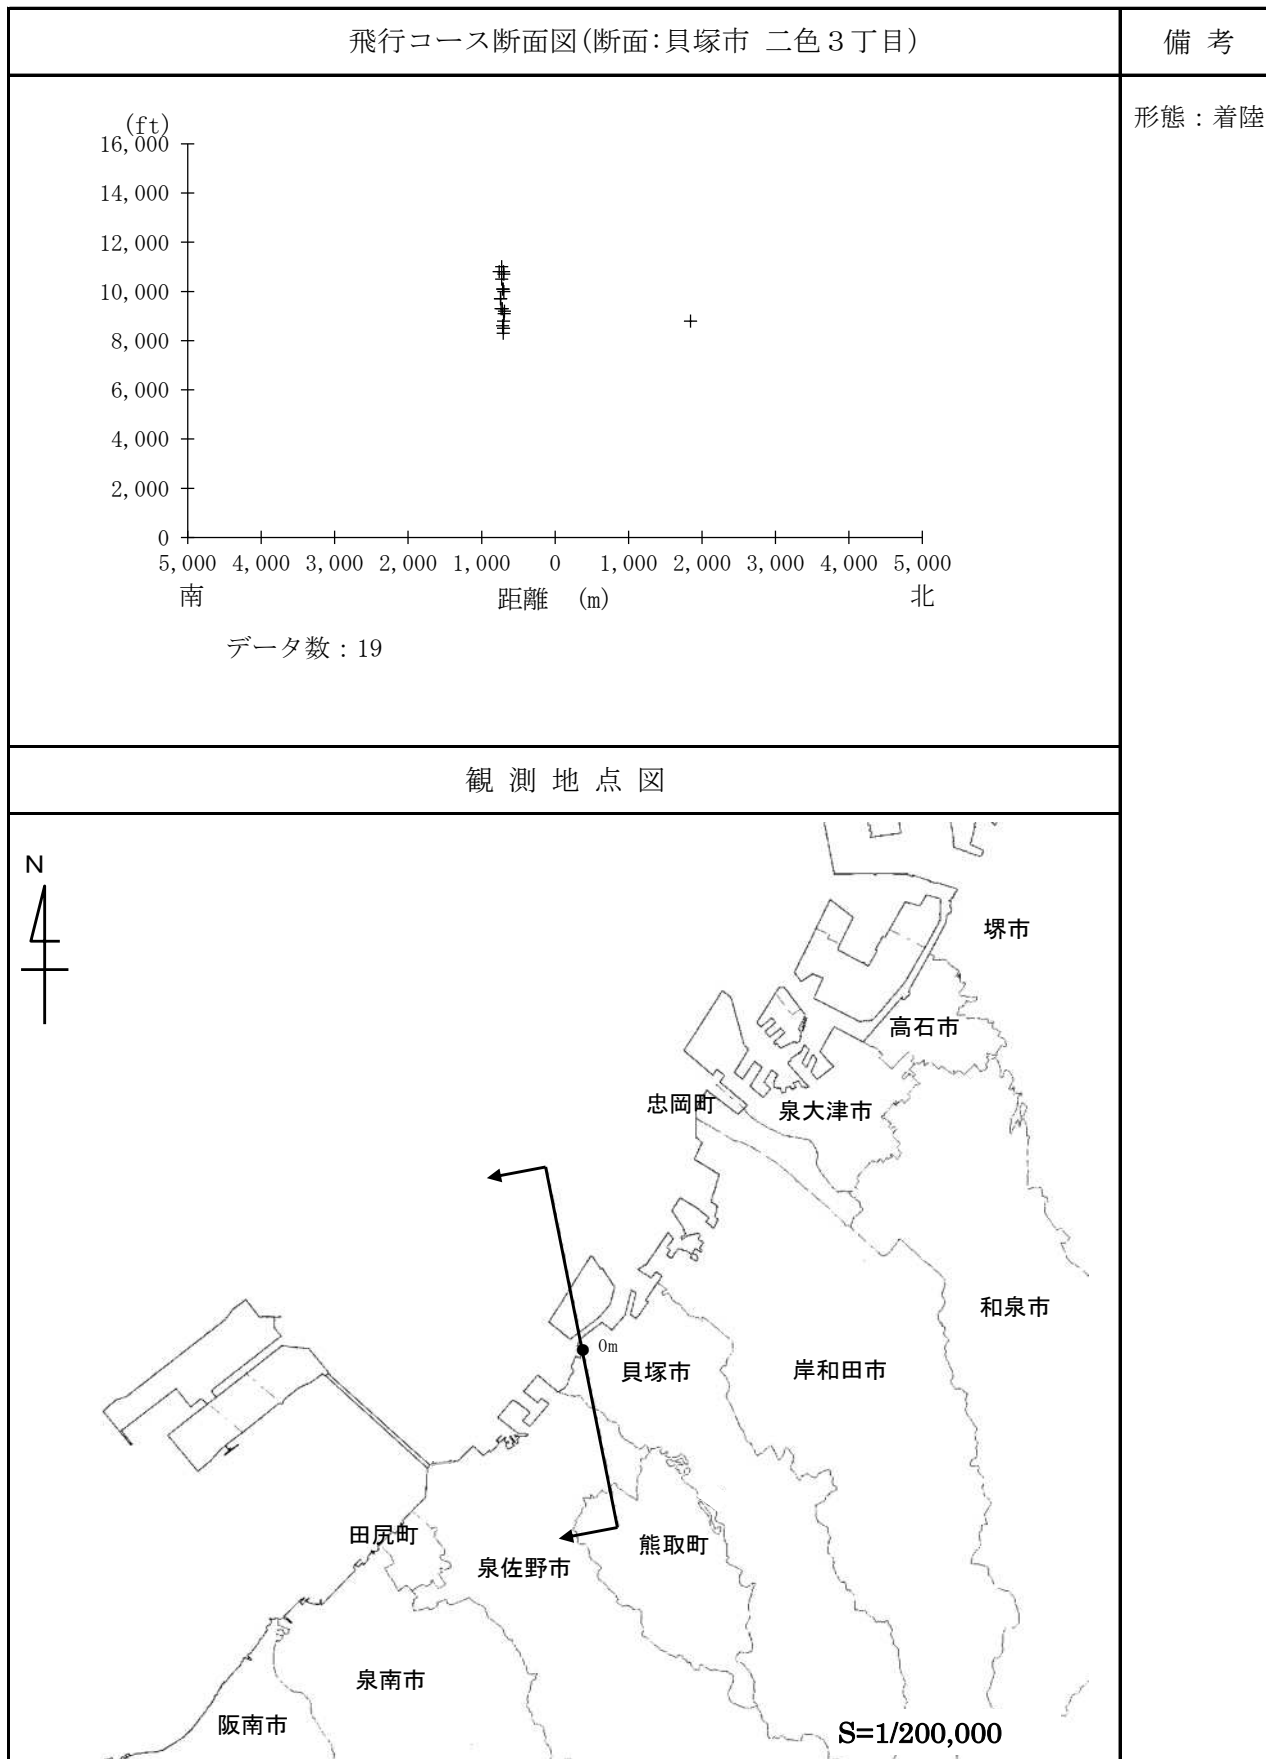 飛行コース断面図(断面:貝塚市 二色３丁目)
備 考
形態：着陸
(ft)
16,000
14,000
12,000
10,000
8,000
6,000
4,000
2,000
0
5,000 4,000 3,000 2,000 1,000 0 1,000 2,000 3,000 4,000 5,000
南 距離 (m) 北
データ数：19
観 測 地 点 図
N
堺市
高石市
忠岡町
泉大津市
和泉市
0m
貝塚市
岸和田市
田尻町
熊取町
泉佐野市
泉南市
阪南市
S=1/200,000